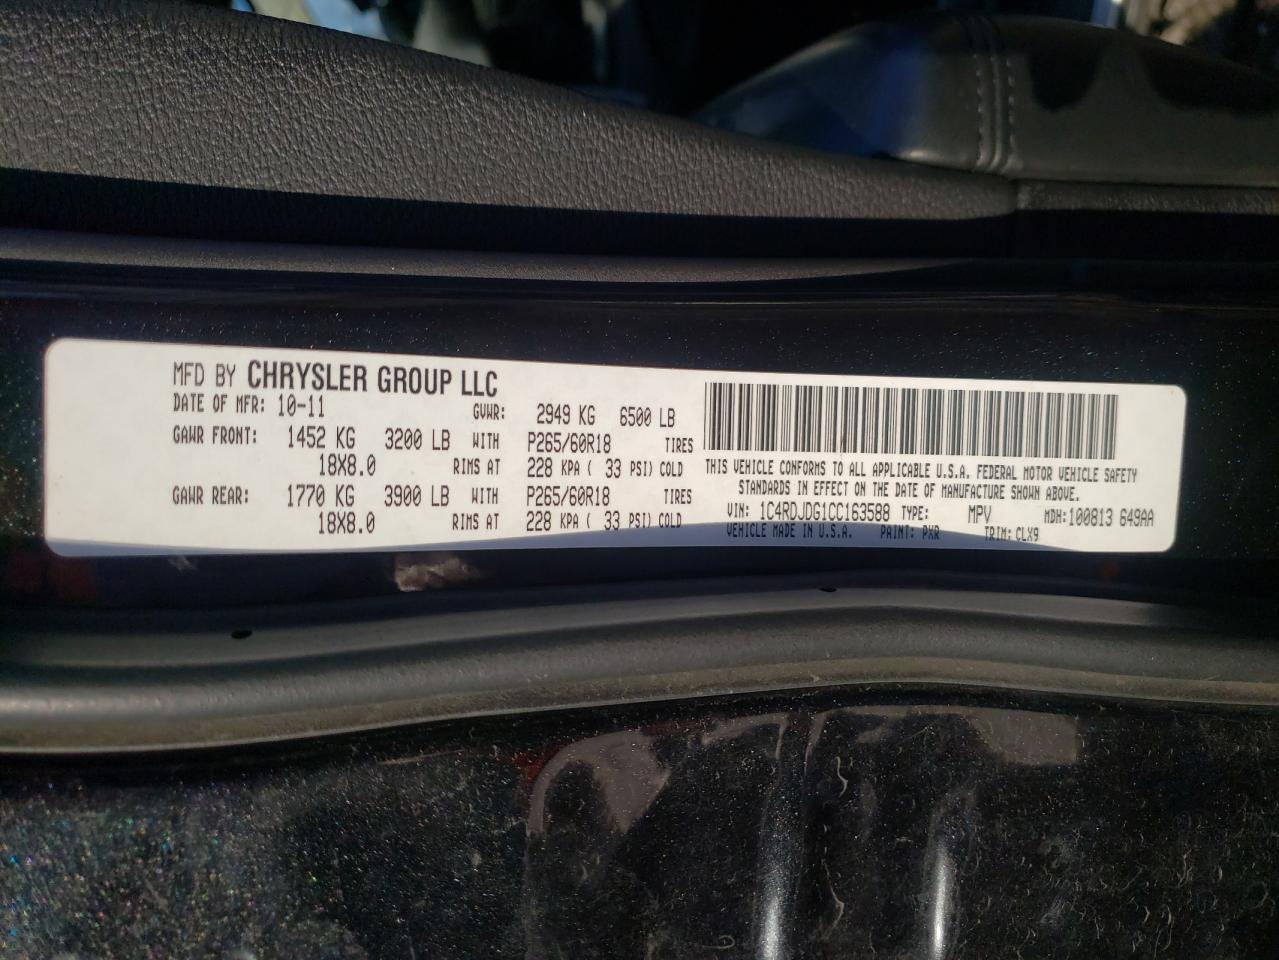 MFD BY CHRYSLER GROUP LLC
DATE OF MFR: 10-11 GVWR: 2949 KG 6500 LB
GAWR FRONT: 1452 KG 3200 LB WITH P265/60R18 TIRES
18X8.0 RIMS AT 228 KPA ( 33 PSI) COLD
GAWR REAR: 1770 KG 3900 LB WITH P265/60R18 TIRES
18X8.0 RIMS AT 228 KPA ( 33 PSI) COLD
THIS VEHICLE CONFORMS TO ALL APPLICABLE U.S.A. FEDERAL MOTOR VEHICLE SAFETY
STANDARDS IN EFFECT ON THE DATE OF MANUFACTURE SHOWN ABOVE.
VIN: 1C4RDJDG1CC163588 TYPE: MPV MDH:100813 649AA
VEHICLE MADE IN U.S.A. PAINT: PXR TRIM: CLX9